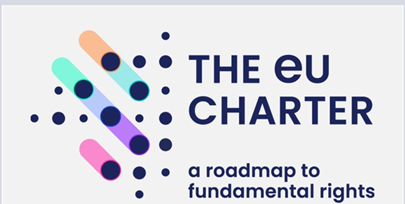 THE eU
CHARTER
a roadmap to
fundamental rights